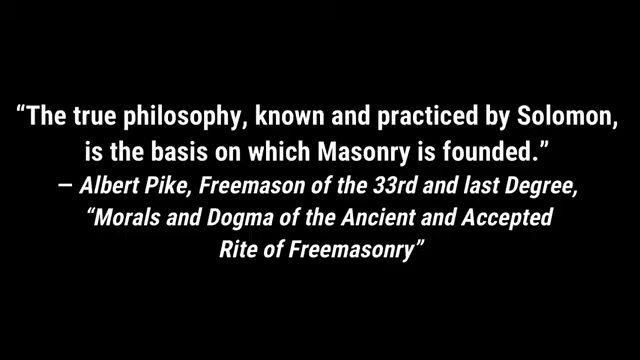 “The true philosophy, known and practiced by Solomon,
is the basis on which Masonry is founded.”
— Albert Pike, Freemason of the 33rd and last Degree,
“Morals and Dogma of the Ancient and Accepted
Rite of Freemasonry”